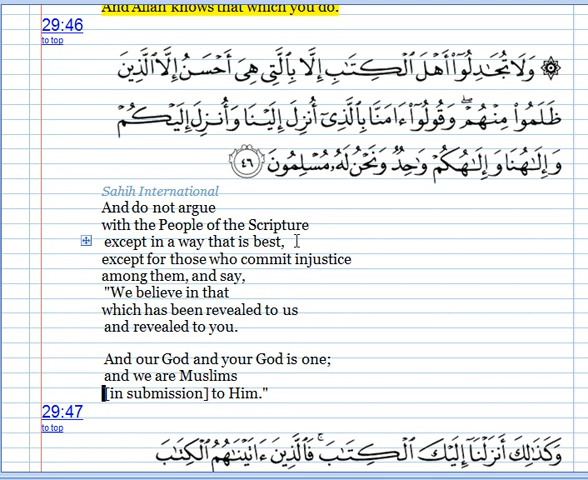 And Allah knows that which you do.
29:46
to top
۞ وَلَا تُجَـٰدِلُوٓا۟ أَهْلَ ٱلْكِتَـٰبِ إِلَّا بِٱلَّتِى هِىَ أَحْسَنُ إِلَّا ٱلَّذِينَ
ظَلَمُوا۟ مِنْهُمْ ۖ وَقُولُوٓا۟ ءَامَنَّا بِٱلَّذِىٓ أُنزِلَ إِلَيْنَا وَأُنزِلَ إِلَيْكُمْ
وَإِلَـٰهُنَا وَإِلَـٰهُكُمْ وَٰحِدٌ وَنَحْنُ لَهُۥ مُسْلِمُونَ ٤٦
Sahih International
And do not argue
with the People of the Scripture
except in a way that is best,
except for those who commit injustice
among them, and say,
"We believe in that
which has been revealed to us
and revealed to you.
And our God and your God is one;
and we are Muslims
[in submission] to Him."
29:47
to top
وَكَذَٰلِكَ أَنزَلْنَآ إِلَيْكَ ٱلْكِتَـٰبَ ۚ فَٱلَّذِينَ ءَاتَيْنَـٰهُمُ ٱلْكِتَـٰبَ